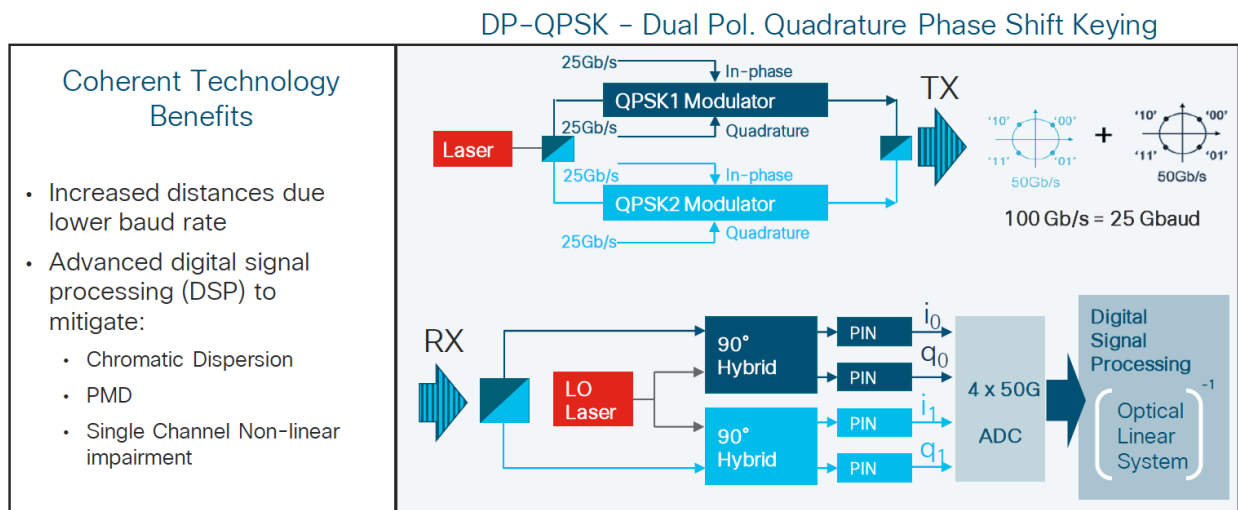 DP-QPSK – Dual Pol. Quadrature Phase Shift Keying
Coherent Technology
Benefits
• Increased distances due
lower baud rate
• Advanced digital signal
processing (DSP) to
mitigate:
• Chromatic Dispersion
• PMD
• Single Channel Non-linear
impairment
25Gb/s
In-phase
QPSK1 Modulator
25Gb/s
Quadrature
Laser
25Gb/s
In-phase
QPSK2 Modulator
25Gb/s
Quadrature
TX
'10' '00'
'11' '01'
50Gb/s
+
'10' '00'
'11' '01'
50Gb/s
100 Gb/s = 25 Gbaud
RX
LO
Laser
90°
Hybrid
90°
Hybrid
PIN
i0
PIN
q0
PIN
i1
PIN
q1
4 x 50G
ADC
Digital
Signal
Processing
-1
Optical
Linear
System